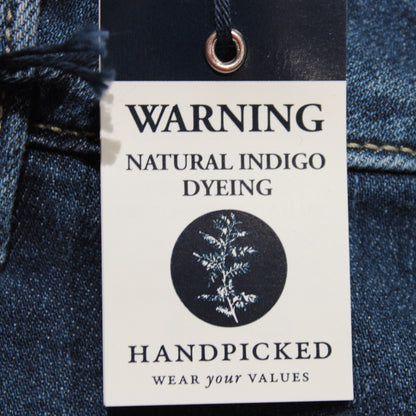 WARNING
NATURAL INDIGO
DYEING
HANDPICKED
WEAR your VALUES